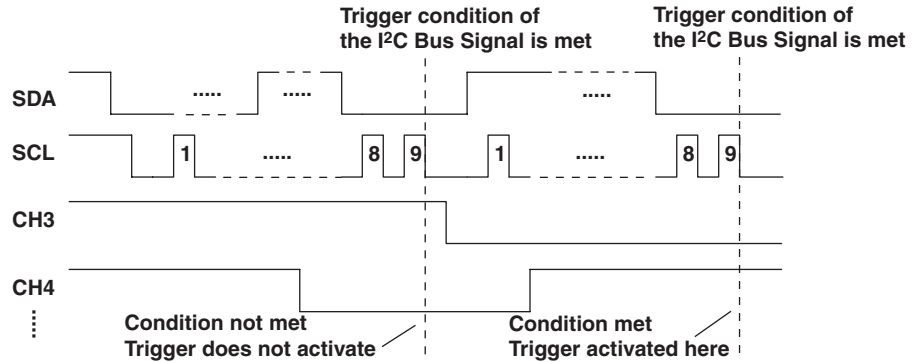 Trigger condition of
the I²C Bus Signal is met
Trigger condition of
the I²C Bus Signal is met
SDA
.....
.....
.....
SCL
1
.....
8
9
1
.....
8
9
CH3
CH4
Condition not met
Trigger does not activate
Condition met
Trigger activated here